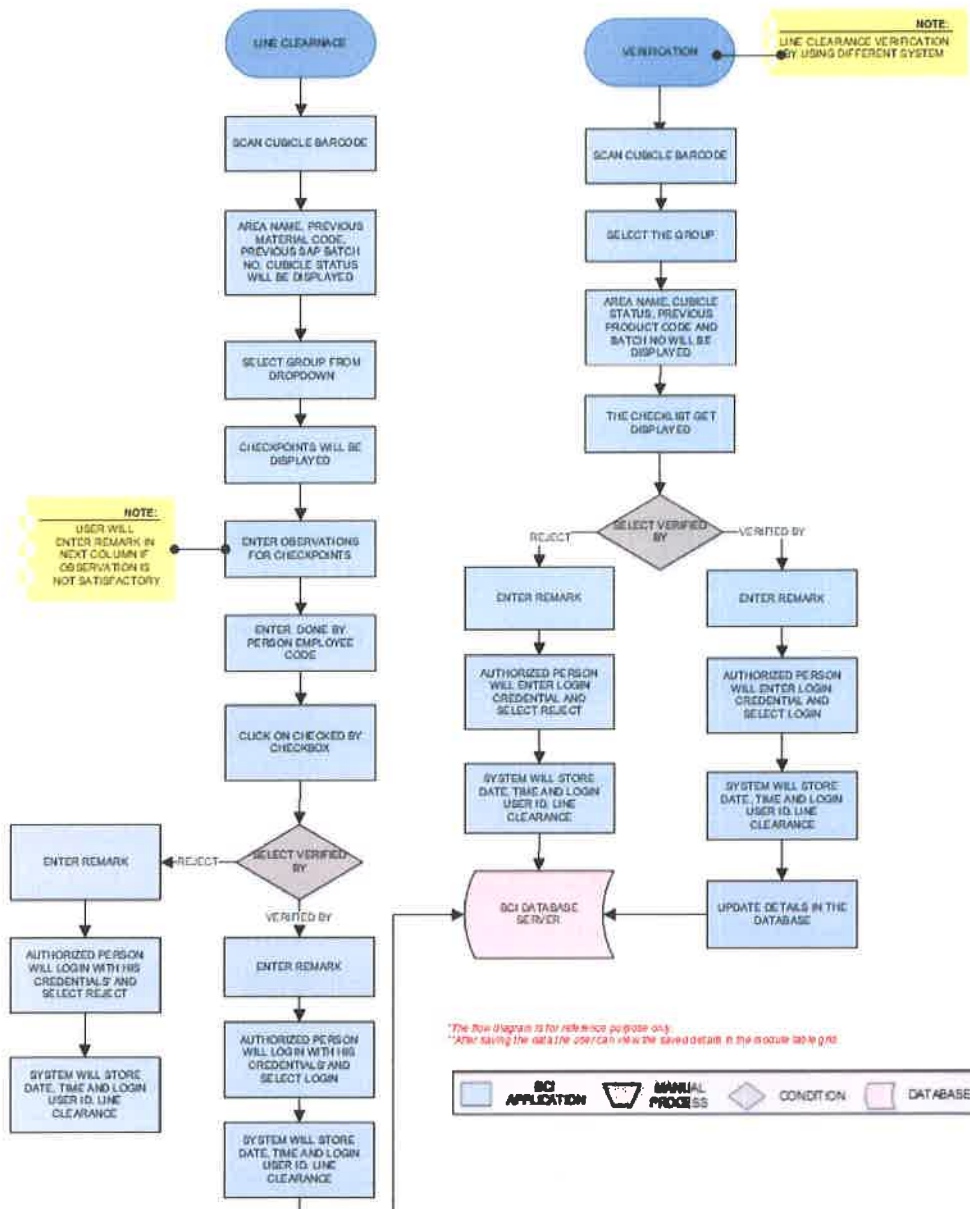 LINE CLEARNACE
SCAN CUBICLE BARCODE
AREA NAME, PREVIOUS
MATERIAL CODE,
PREVIOUS SAP BATCH
NO, CUBICLE STATUS
WILL BE DISPLAYED
SELECT GROUP FROM
DROPDOWN
CHECKPOINTS WILL BE
DISPLAYED
NOTE:
USER WILL
ENTER REMARK IN
NEXT COLUMN IF
OBSERVATION IS
NOT SATISFACTORY
ENTER OBSERVATIONS
FOR CHECKPOINTS
ENTER DONE BY
PERSON EMPLOYEE
CODE
CLICK ON CHECKED BY
CHECKBOX
SELECT VERIFIED
BY
REJECT
ENTER REMARK
AUTHORIZED PERSON
WILL LOGIN WITH HIS
CREDENTIALS' AND
SELECT REJECT
SYSTEM WILL STORE
DATE, TIME AND LOGIN
USER ID, LINE
CLEARANCE
VERIFIED BY
ENTER REMARK
AUTHORIZED PERSON
WILL LOGIN WITH HIS
CREDENTIALS' AND
SELECT LOGIN
SYSTEM WILL STORE
DATE, TIME AND LOGIN
USER ID, LINE
CLEARANCE
VERIFICATION
NOTE:
LINE CLEARANCE VERIFICATION
BY USING DIFFERENT SYSTEM
SCAN CUBICLE BARCODE
SELECT THE GROUP
AREA NAME, CUBICLE
STATUS, PREVIOUS
PRODUCT CODE AND
BATCH NO WILL BE
DISPLAYED
THE CHECKLIST GET
DISPLAYED
SELECT VERIFIED
BY
REJECT
ENTER REMARK
AUTHORIZED PERSON
WILL ENTER LOGIN
CREDENTIAL AND
SELECT REJECT
SYSTEM WILL STORE
DATE, TIME AND LOGIN
USER ID, LINE
CLEARANCE
VERIFIED BY
ENTER REMARK
AUTHORIZED PERSON
WILL ENTER LOGIN
CREDENTIAL AND
SELECT LOGIN
SYSTEM WILL STORE
DATE, TIME AND LOGIN
USER ID, LINE
CLEARANCE
UPDATE DETAILS IN THE
DATABASE
SCI DATABASE
SERVER
*The flow diagram is for reference purpose only.
**After saving the data the user can view the saved details in the module table grid.
SCI
APPLICATION
MANUAL
PROCESS
CONDITION
DATABASE